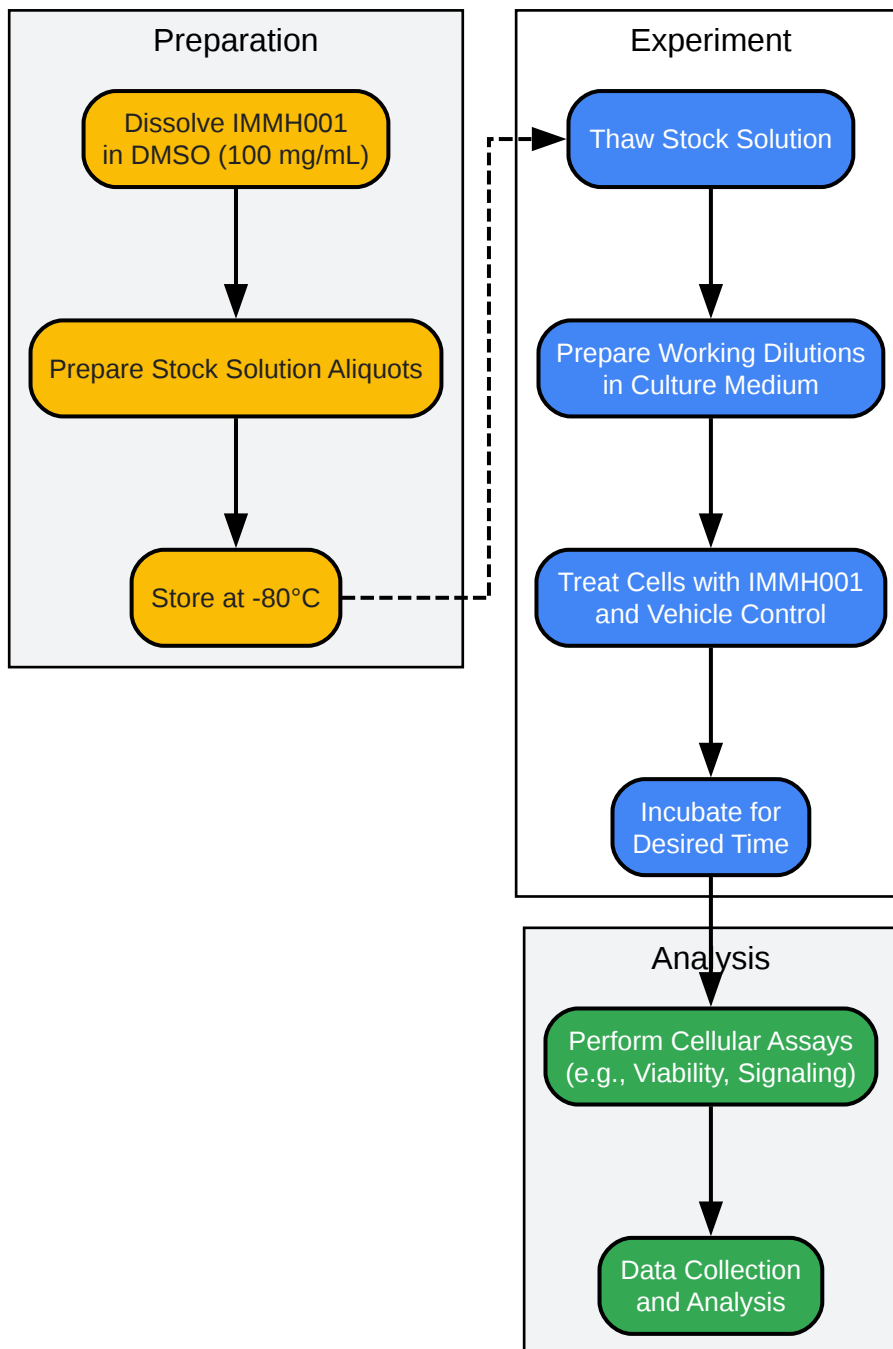 Preparation
Dissolve IMMH001
in DMSO (100 mg/mL)
Prepare Stock Solution Aliquots
Store at -80°C
Experiment
Thaw Stock Solution
Prepare Working Dilutions
in Culture Medium
Treat Cells with IMMH001
and Vehicle Control
Incubate for
Desired Time
Analysis
Perform Cellular Assays
(e.g., Viability, Signaling)
Data Collection
and Analysis